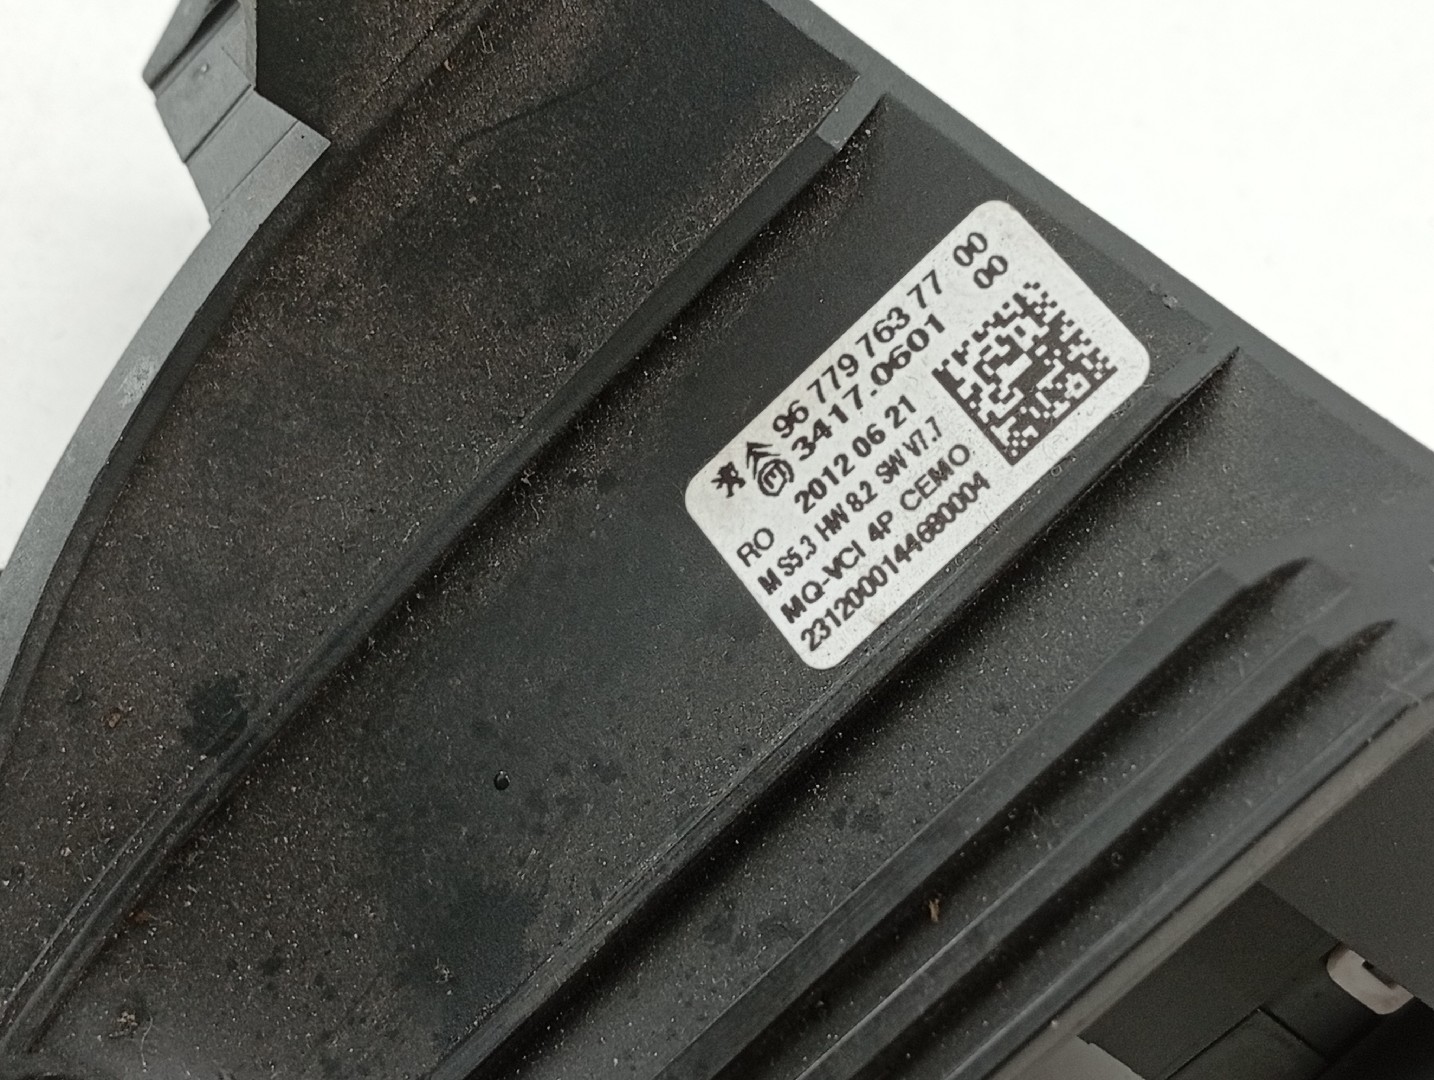 96 779 763 77 00
3417.0601 00
RO 2012 06 21
M S5.3 HW 8.2 SW V7.7
MQ-VCI 4P CEMO
2312000144680004